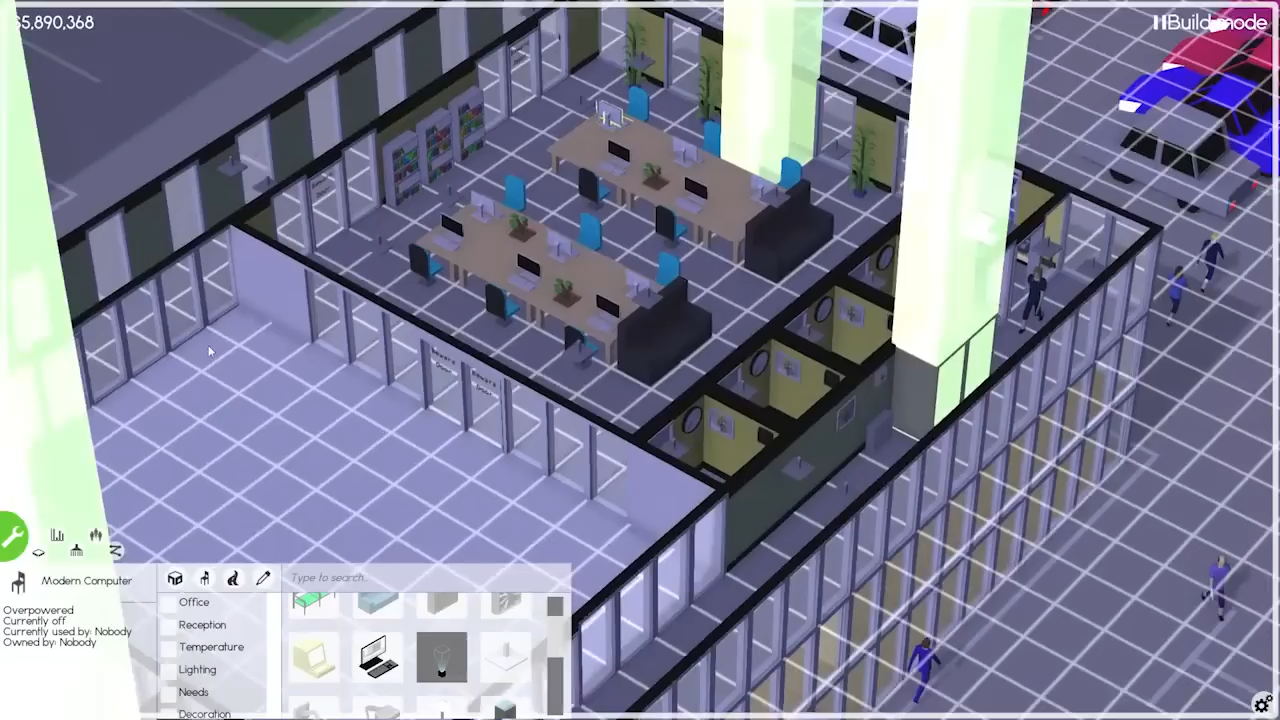 $5,890,368
Build mode
Modern Computer
Overpowered
Currently off
Currently used by: Nobody
Owned by: Nobody
Type to search..
Office
Reception
Temperature
Lighting
Needs
Decoration